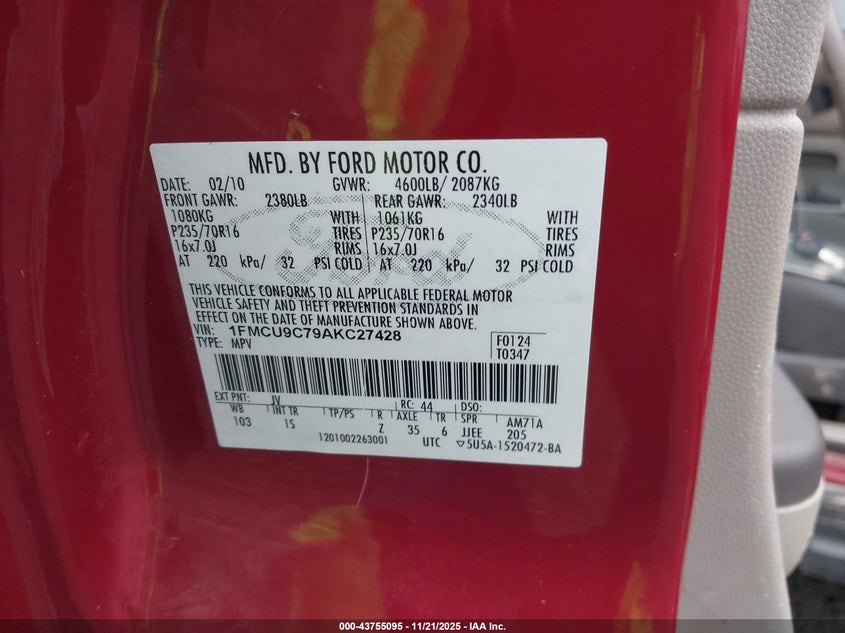 MFD. BY FORD MOTOR CO.
DATE: 02/10 GVWR: 4600LB/ 2087KG
FRONT GAWR: 2380LB REAR GAWR: 2340LB
1080KG WITH 1061KG WITH
P235/70R16 TIRES P235/70R16 TIRES
16x7.0J RIMS 16x7.0J RIMS
AT 220 kPa/ 32 PSI COLD AT 220 kPa/ 32 PSI COLD
Ford
THIS VEHICLE CONFORMS TO ALL APPLICABLE FEDERAL MOTOR
VEHICLE SAFETY AND THEFT PREVENTION STANDARDS IN
EFFECT ON THE DATE OF MANUFACTURE SHOWN ABOVE.
VIN: 1FMCU9C79AKC27428
TYPE: MPV
F0124
T0347
EXT PNT: JV RC: 44 DSO:
WB INT TR TP/PS R AXLE TR SPR AM71A
103 1S Z 35 6 JJEE 205
1201002263001 UTC ▽5U5A-1520472-BA
000-43755095 - 11/21/2025 - IAA Inc.